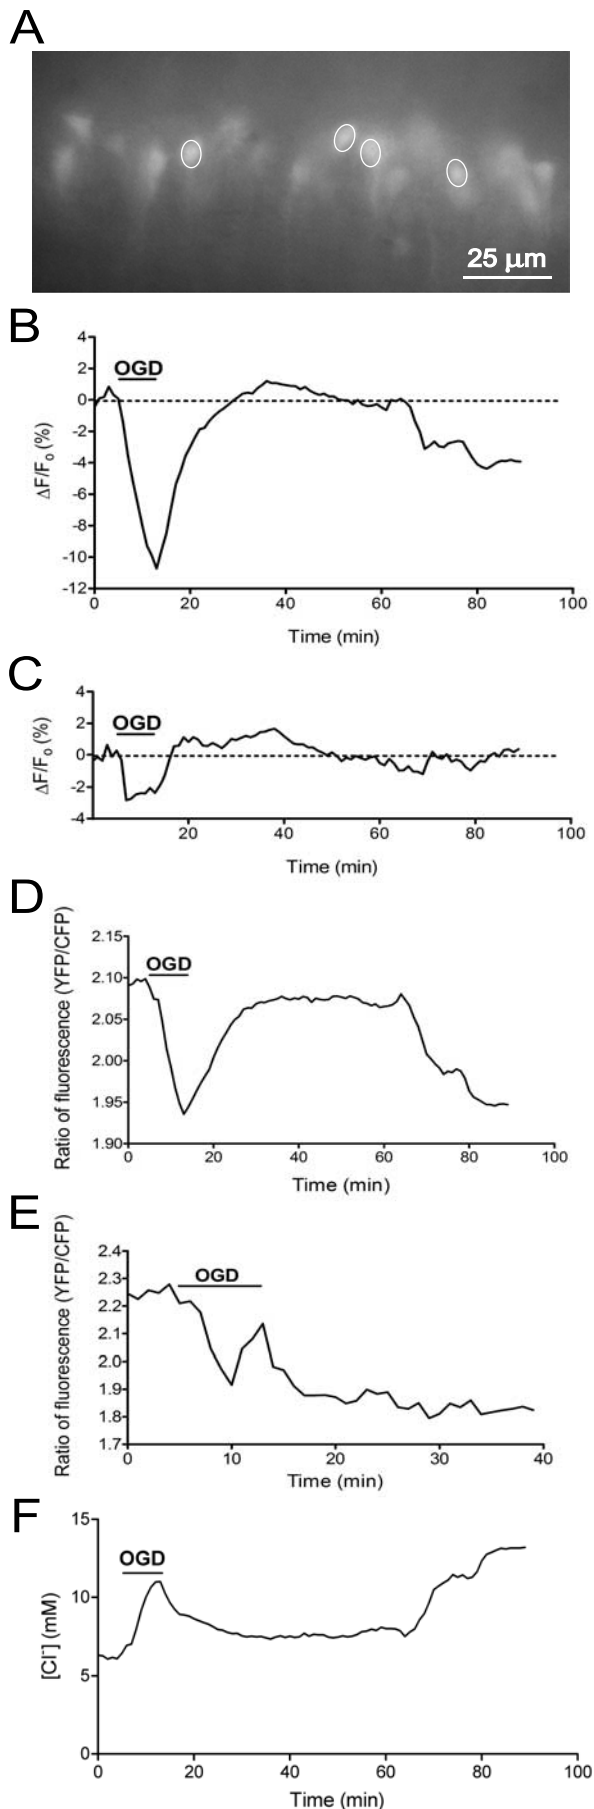 A
25 μm
B
4
2
0
-2
-4
-6
-8
-10
-12
OGD
ΔF/F₀ (%)
0 20 40 60 80 100
Time (min)
C
4
2
0
-2
-4
OGD
ΔF/F₀ (%)
20 40 60 80 100
Time (min)
D
2.15
2.10
2.05
2.00
1.95
1.90
OGD
Ratio of fluorescence (YFP/CFP)
0 20 40 60 80 100
Time (min)
E
2.4
2.3
2.2
2.1
2.0
1.9
1.8
1.7
OGD
Ratio of fluorescence (YFP/CFP)
0 10 20 30 40
Time (min)
F
15
10
5
0
OGD
[Cl⁻] (mM)
0 20 40 60 80 100
Time (min)